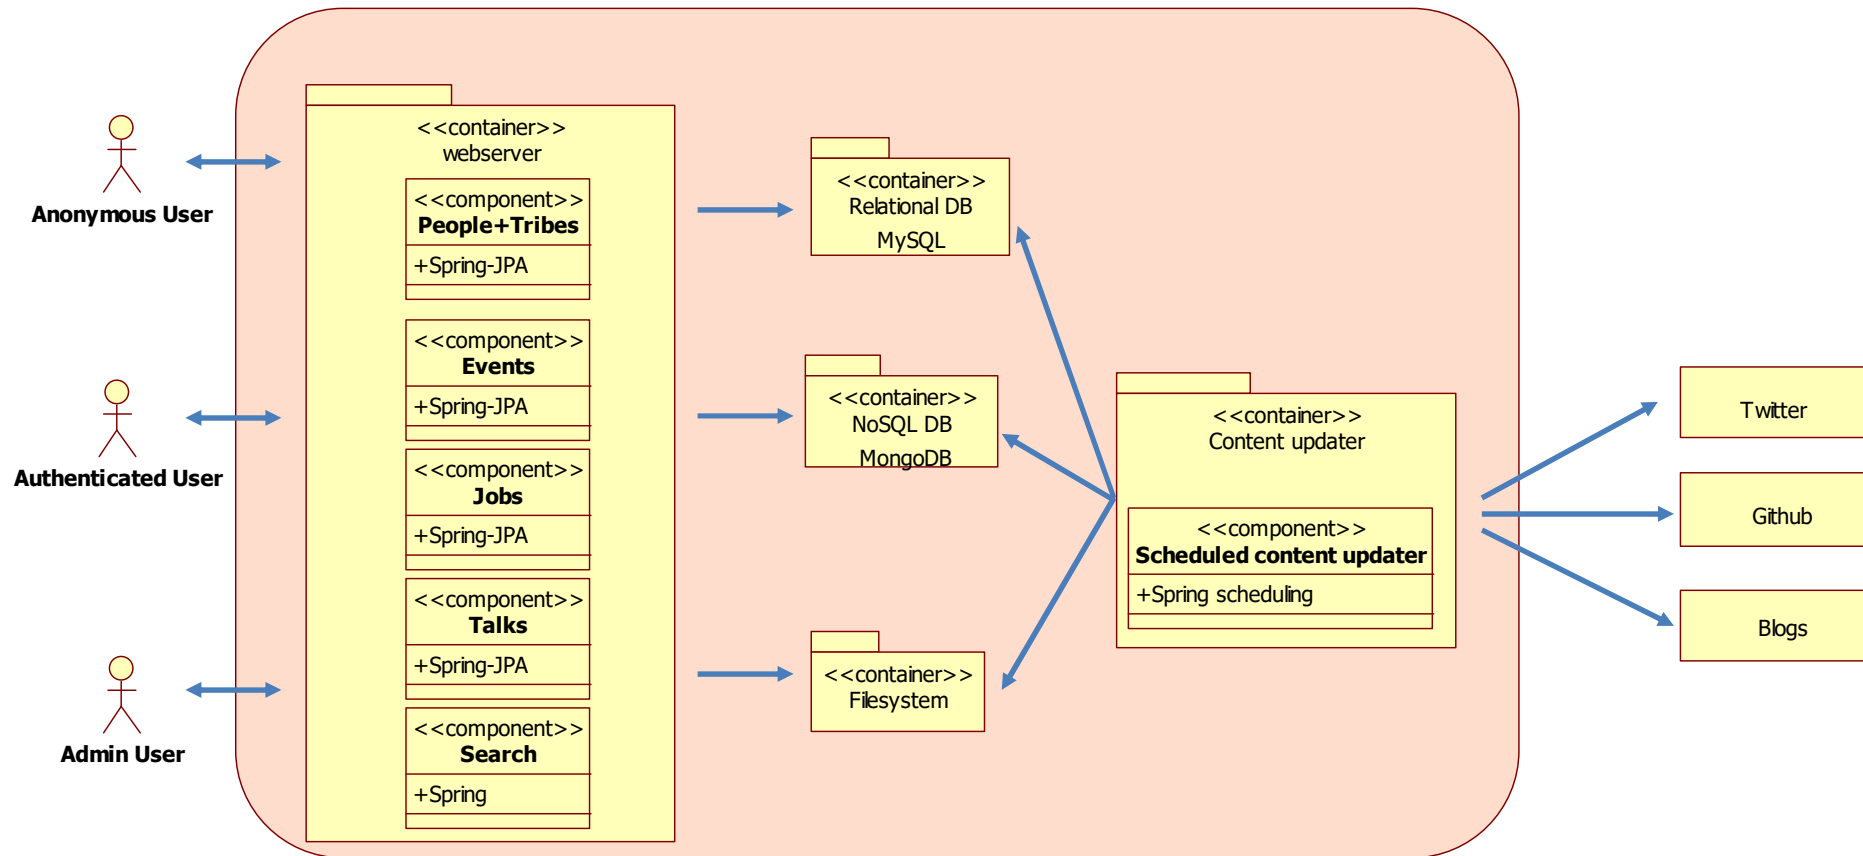 Anonymous User
Authenticated User
Admin User
<<container>>
webserver
<<component>>
People+Tribes
+Spring-JPA
<<component>>
Events
+Spring-JPA
<<component>>
Jobs
+Spring-JPA
<<component>>
Talks
+Spring-JPA
<<component>>
Search
+Spring
<<container>>
Relational DB
MySQL
<<container>>
NoSQL DB
MongoDB
<<container>>
Filesystem
<<container>>
Content updater
<<component>>
Scheduled content updater
+Spring scheduling
Twitter
Github
Blogs